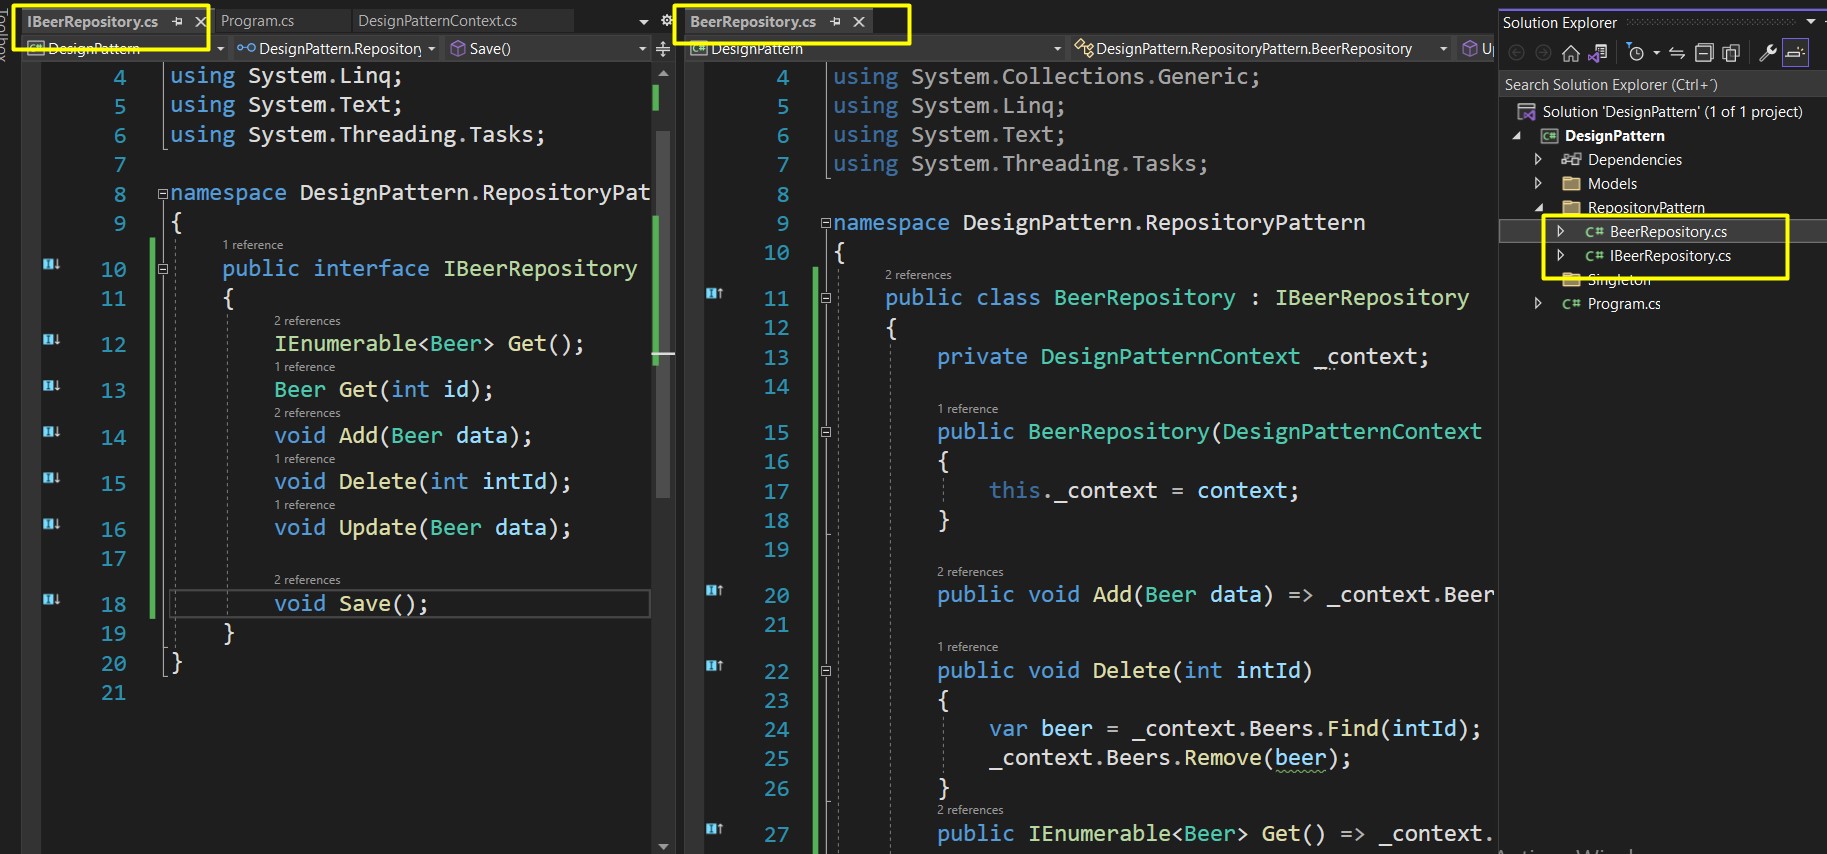 Toolbox
IBeerRepository.cs
Program.cs
DesignPatternContext.cs
DesignPattern
DesignPattern.Repository
Save()
4 using System.Linq;
5 using System.Text;
6 using System.Threading.Tasks;
7
8 namespace DesignPattern.RepositoryPat
9 {
1 reference
10 public interface IBeerRepository
11 {
2 references
12 IEnumerable<Beer> Get();
1 reference
13 Beer Get(int id);
2 references
14 void Add(Beer data);
1 reference
15 void Delete(int intId);
1 reference
16 void Update(Beer data);
17
2 references
18 void Save();
19 }
20 }
21
BeerRepository.cs
DesignPattern
DesignPattern.RepositoryPattern.BeerRepository
4 using System.Collections.Generic;
5 using System.Linq;
6 using System.Text;
7 using System.Threading.Tasks;
8
9 namespace DesignPattern.RepositoryPattern
10 {
2 references
11 public class BeerRepository : IBeerRepository
12 {
13 private DesignPatternContext _context;
14
1 reference
15 public BeerRepository(DesignPatternContext
16 {
17 this._context = context;
18 }
19
2 references
20 public void Add(Beer data) => _context.Beer
21
1 reference
22 public void Delete(int intId)
23 {
24 var beer = _context.Beers.Find(intId);
25 _context.Beers.Remove(beer);
26 }
2 references
27 public IEnumerable<Beer> Get() => _context.
Solution Explorer
Search Solution Explorer (Ctrl+´)
Solution 'DesignPattern' (1 of 1 project)
C# DesignPattern
Dependencies
Models
RepositoryPattern
C# BeerRepository.cs
C# IBeerRepository.cs
Singleton
C# Program.cs